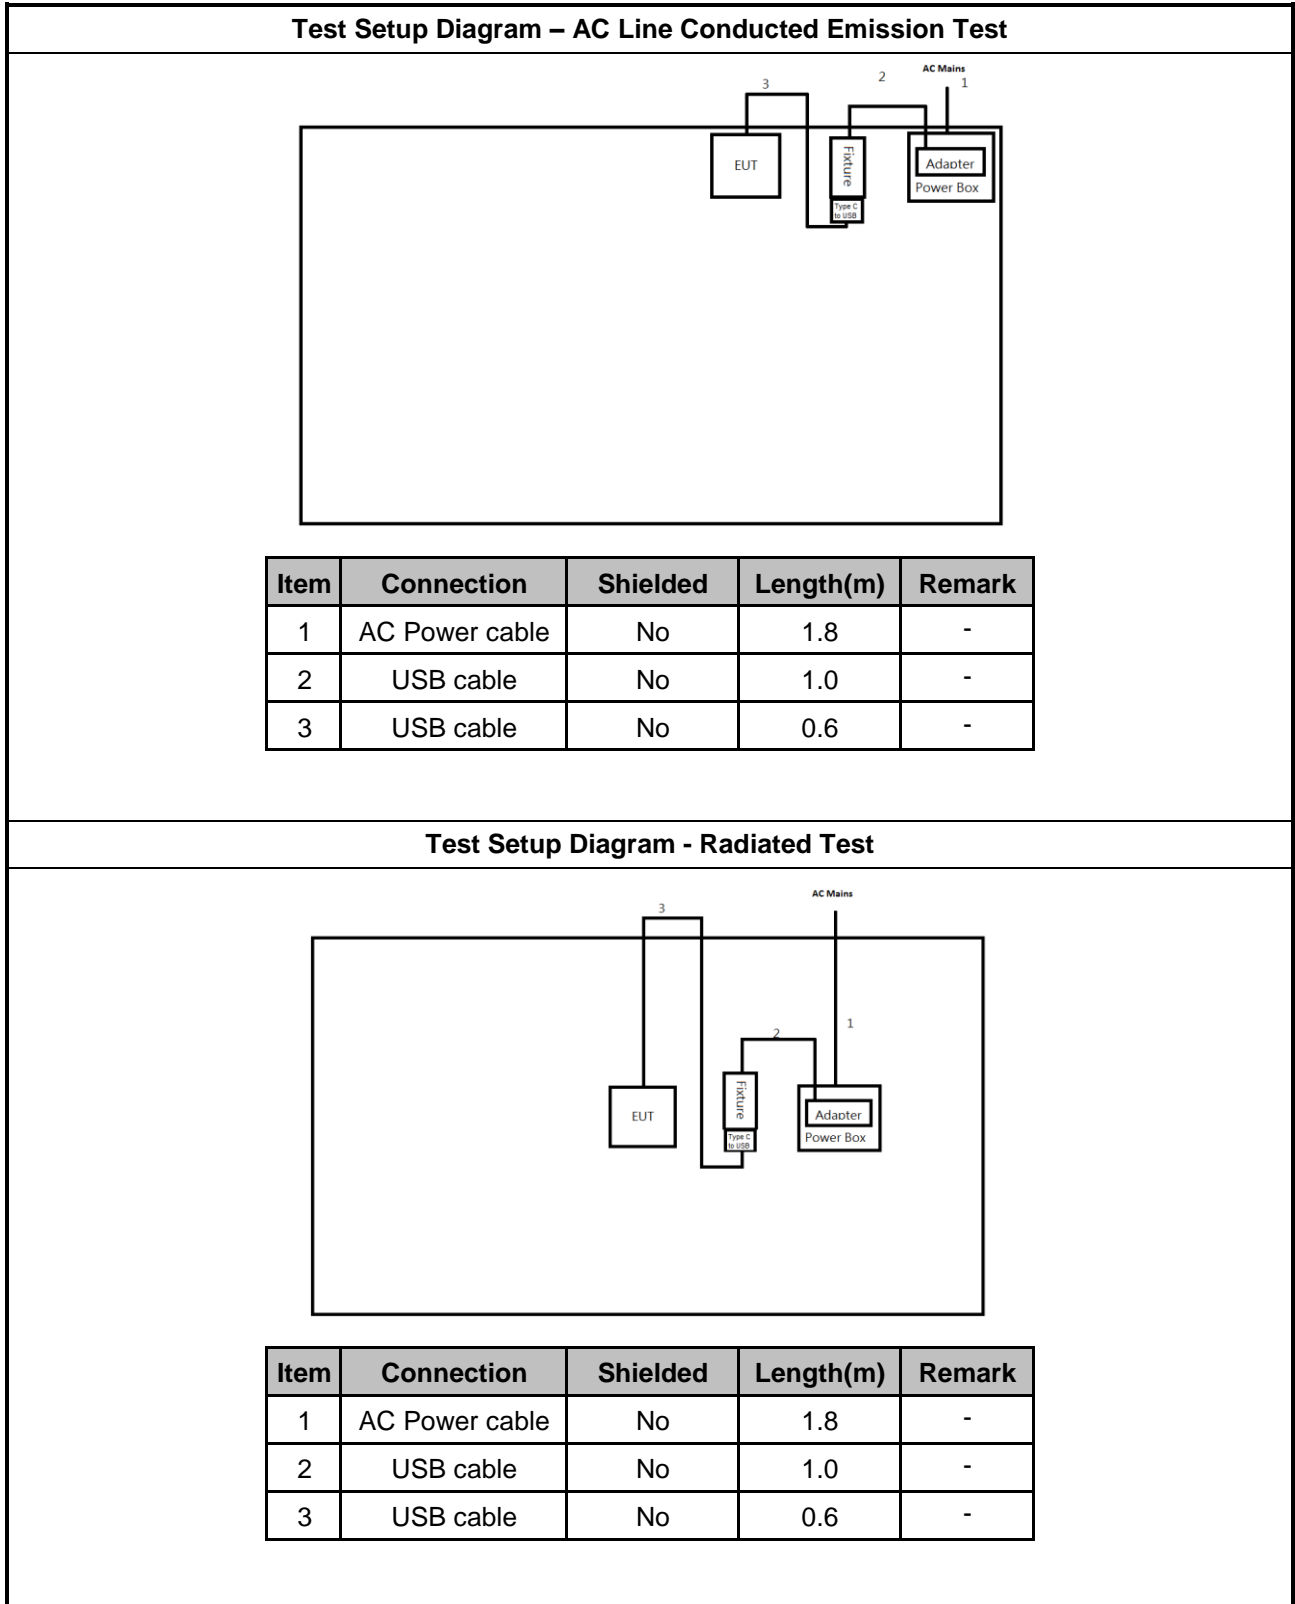 Test Setup Diagram – AC Line Conducted Emission Test
AC Mains
3
2
1
EUT
Fixture
Type C
to USB
Adapter
Power Box
Item Connection Shielded Length(m) Remark
1 AC Power cable No 1.8 -
2 USB cable No 1.0 -
3 USB cable No 0.6 -
Test Setup Diagram - Radiated Test
AC Mains
3
1
2
EUT
Fixture
Type C
to USB
Adapter
Power Box
Item Connection Shielded Length(m) Remark
1 AC Power cable No 1.8 -
2 USB cable No 1.0 -
3 USB cable No 0.6 -